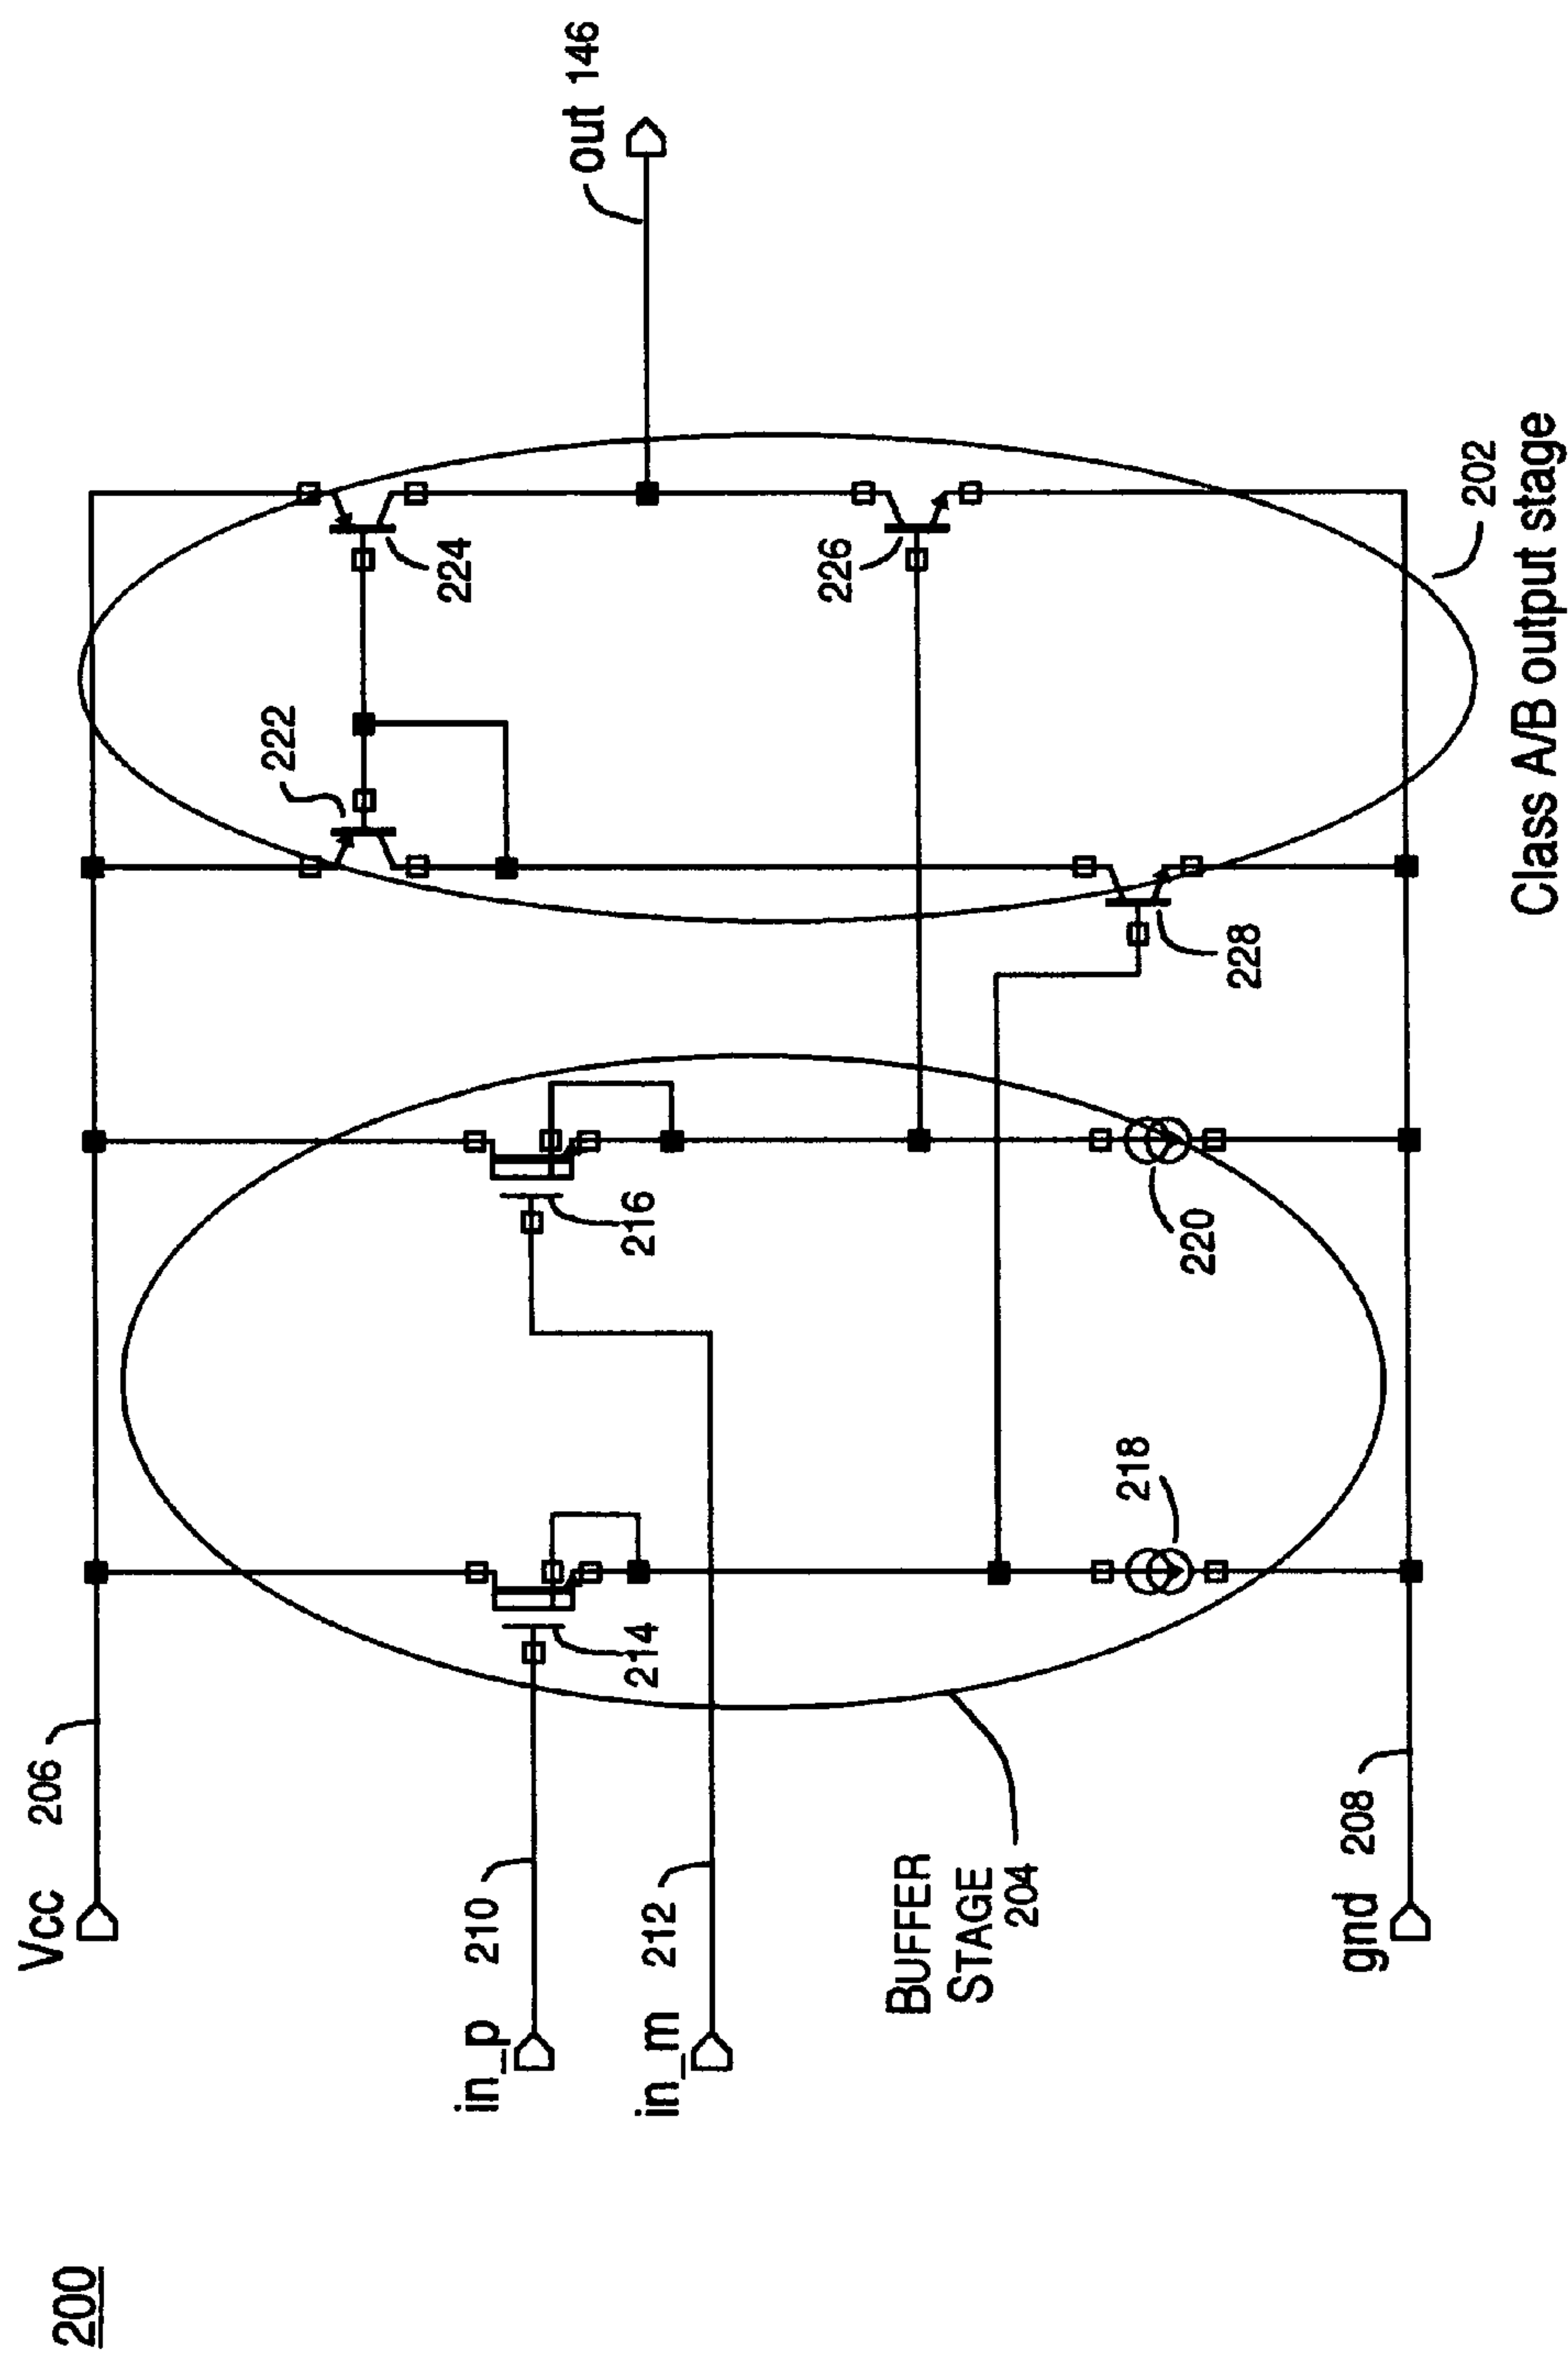 200
Vcc 206
in_p 210
in_m 212
BUFFER
STAGE
204
gnd 208
214
216
218
220
222
224
226
228
out 146
202
Class A/B output stage